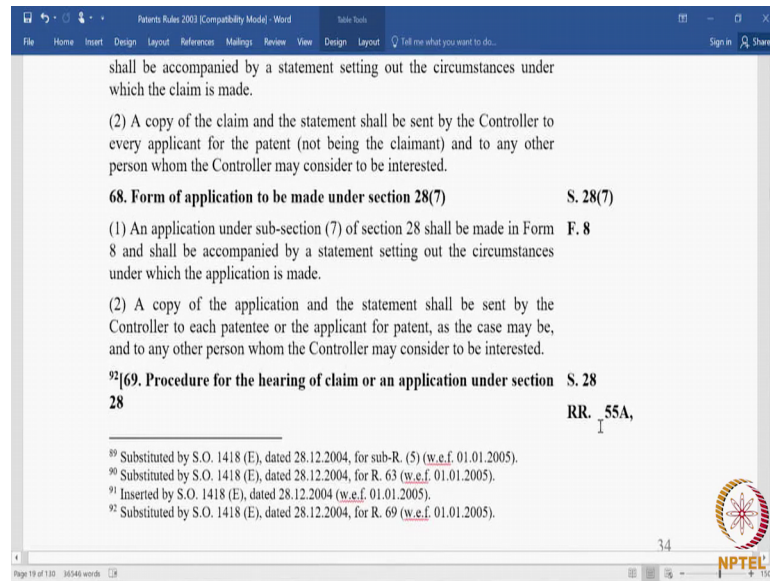 Patents Rules 2003 [Compatibility Mode] - Word
Table Tools
File Home Insert Design Layout References Mailings Review View Design Layout Tell me what you want to do... Sign in Share
shall be accompanied by a statement setting out the circumstances under
which the claim is made.
(2) A copy of the claim and the statement shall be sent by the Controller to
every applicant for the patent (not being the claimant) and to any other
person whom the Controller may consider to be interested.
68. Form of application to be made under section 28(7) S. 28(7)
(1) An application under sub-section (7) of section 28 shall be made in Form F. 8
8 and shall be accompanied by a statement setting out the circumstances
under which the application is made.
(2) A copy of the application and the statement shall be sent by the
Controller to each patentee or the applicant for patent, as the case may be,
and to any other person whom the Controller may consider to be interested.
92[69. Procedure for the hearing of claim or an application under section S. 28
28
RR. 55A,
89 Substituted by S.O. 1418 (E), dated 28.12.2004, for sub-R. (5) (w.e.f. 01.01.2005).
90 Substituted by S.O. 1418 (E), dated 28.12.2004, for R. 63 (w.e.f. 01.01.2005).
91 Inserted by S.O. 1418 (E), dated 28.12.2004 (w.e.f. 01.01.2005).
92 Substituted by S.O. 1418 (E), dated 28.12.2004, for R. 69 (w.e.f. 01.01.2005).
34
NPTEL
Page 19 of 130 36546 words